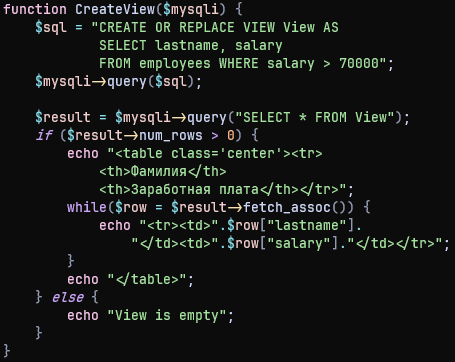 function CreateView($mysqli) {
    $sql = "CREATE OR REPLACE VIEW View AS
            SELECT lastname, salary
            FROM employees WHERE salary > 70000";
    $mysqli->query($sql);

    $result = $mysqli->query("SELECT * FROM View");
    if ($result->num_rows > 0) {
        echo "<table class='center'><tr>
            <th>Фамилия</th>
            <th>Заработная плата</th></tr>";
        while($row = $result->fetch_assoc()) {
            echo "<tr><td>".$row["lastname"].
                "</td><td>".$row["salary"]."</td></tr>";
        }
        echo "</table>";
    } else {
        echo "View is empty";
    }
}